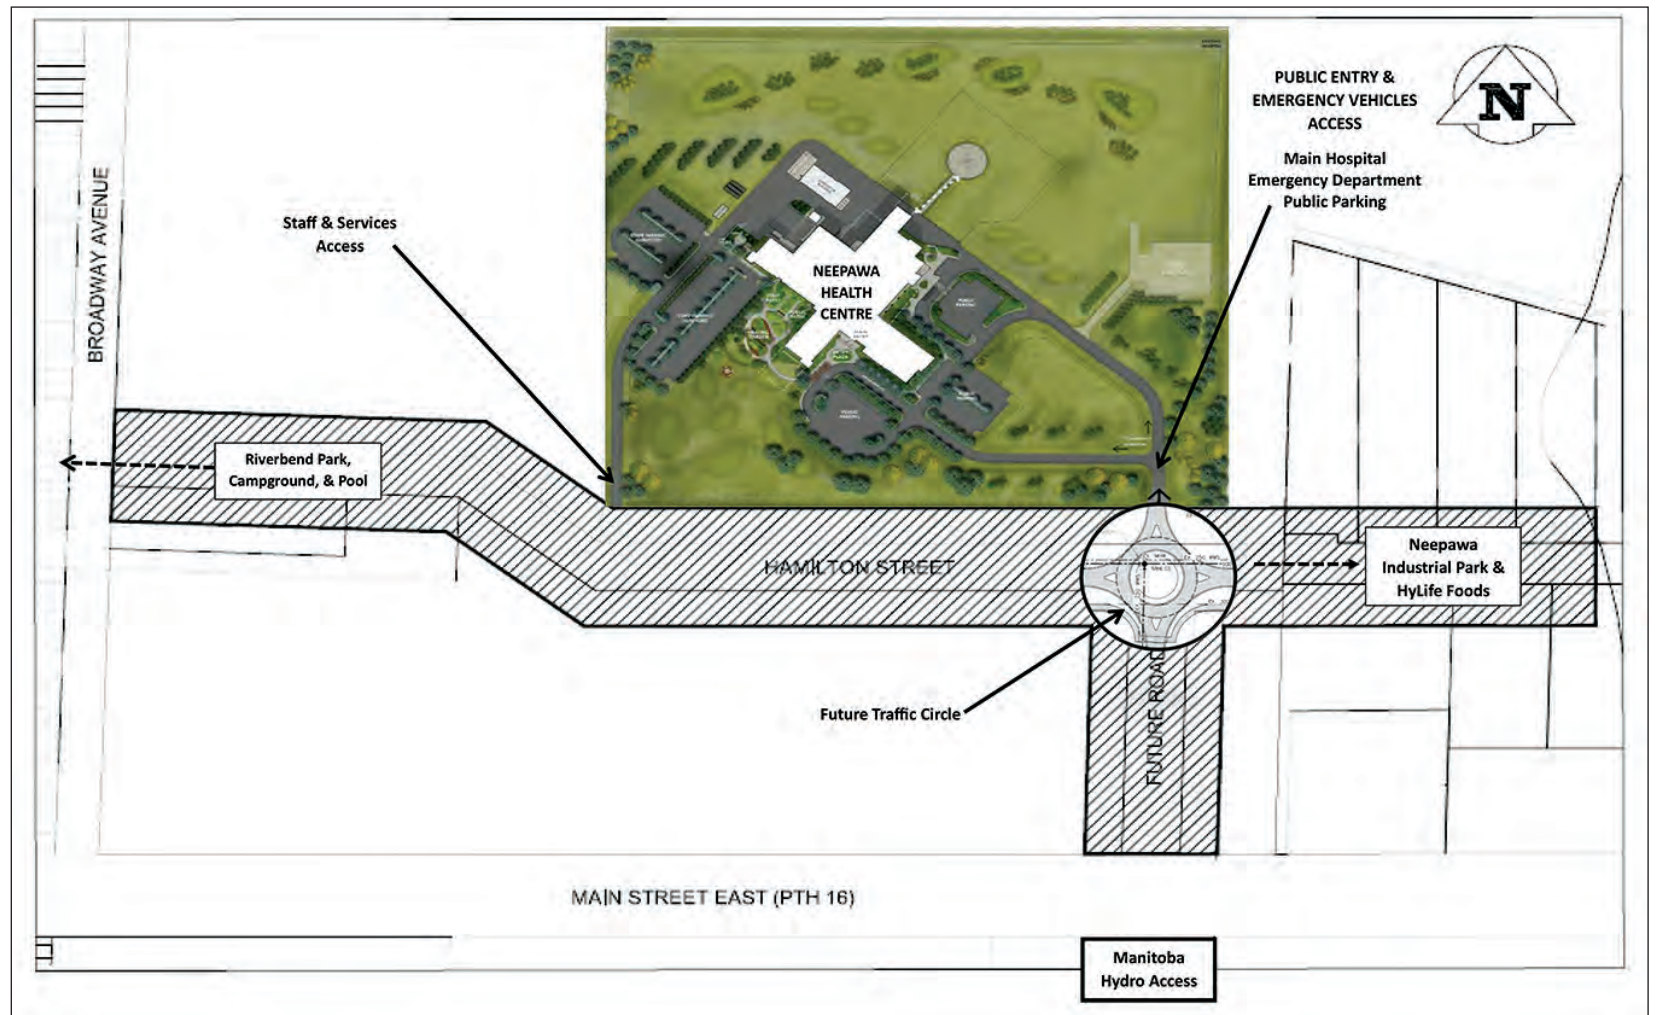 PUBLIC ENTRY &
EMERGENCY VEHICLES
ACCESS
N
Main Hospital
Emergency Department
Public Parking
BROADWAY AVENUE
Staff & Services
Access
NEEPAWA
HEALTH
CENTRE
Riverbend Park,
Campground, & Pool
HAMILTON STREET
Neepawa
Industrial Park &
HyLife Foods
Future Traffic Circle
FUTURE ROAD
MAIN STREET EAST (PTH 16)
Manitoba
Hydro Access